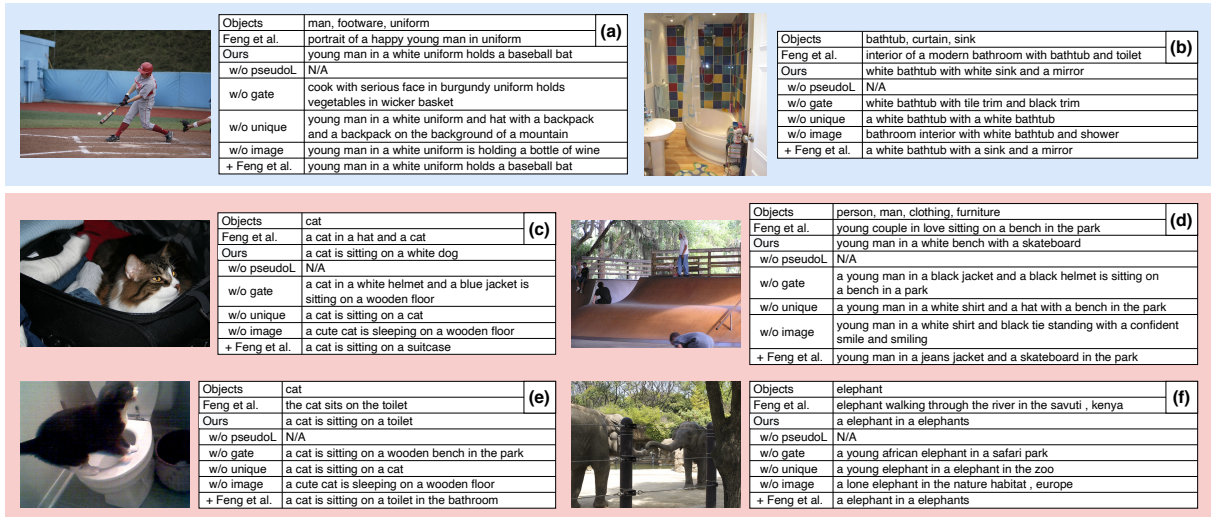 (a)
Objects man, footware, uniform
Feng et al. portrait of a happy young man in uniform
Ours young man in a white uniform holds a baseball bat
w/o pseudoL N/A
w/o gate cook with serious face in burgundy uniform holds
vegetables in wicker basket
w/o unique young man in a white uniform and hat with a backpack
and a backpack on the background of a mountain
w/o image young man in a white uniform is holding a bottle of wine
+ Feng et al. young man in a white uniform holds a baseball bat
(b)
Objects bathtub, curtain, sink
Feng et al. interior of a modern bathroom with bathtub and toilet
Ours white bathtub with white sink and a mirror
w/o pseudoL N/A
w/o gate white bathtub with tile trim and black trim
w/o unique a white bathtub with a white bathtub
w/o image bathroom interior with white bathtub and shower
+ Feng et al. a white bathtub with a sink and a mirror
(c)
Objects cat
Feng et al. a cat in a hat and a cat
Ours a cat is sitting on a white dog
w/o pseudoL N/A
w/o gate a cat in a white helmet and a blue jacket is
sitting on a wooden floor
w/o unique a cat is sitting on a cat
w/o image a cute cat is sleeping on a wooden floor
+ Feng et al. a cat is sitting on a suitcase
(d)
Objects person, man, clothing, furniture
Feng et al. young couple in love sitting on a bench in the park
Ours young man in a white bench with a skateboard
w/o pseudoL N/A
w/o gate a young man in a black jacket and a black helmet is sitting on
a bench in a park
w/o unique a young man in a white shirt and a hat with a bench in the park
w/o image young man in a white shirt and black tie standing with a confident
smile and smiling
+ Feng et al. young man in a jeans jacket and a skateboard in the park
(e)
Objects cat
Feng et al. the cat sits on the toilet
Ours a cat is sitting on a toilet
w/o pseudoL N/A
w/o gate a cat is sitting on a wooden bench in the park
w/o unique a cat is sitting on a cat
w/o image a cute cat is sleeping on a wooden floor
+ Feng et al. a cat is sitting on a toilet in the bathroom
(f)
Objects elephant
Feng et al. elephant walking through the river in the savuti , kenya
Ours a elephant in a elephants
w/o pseudoL N/A
w/o gate a young african elephant in a safari park
w/o unique a young elephant in a elephant in the zoo
w/o image a lone elephant in the nature habitat , europe
+ Feng et al. a elephant in a elephants